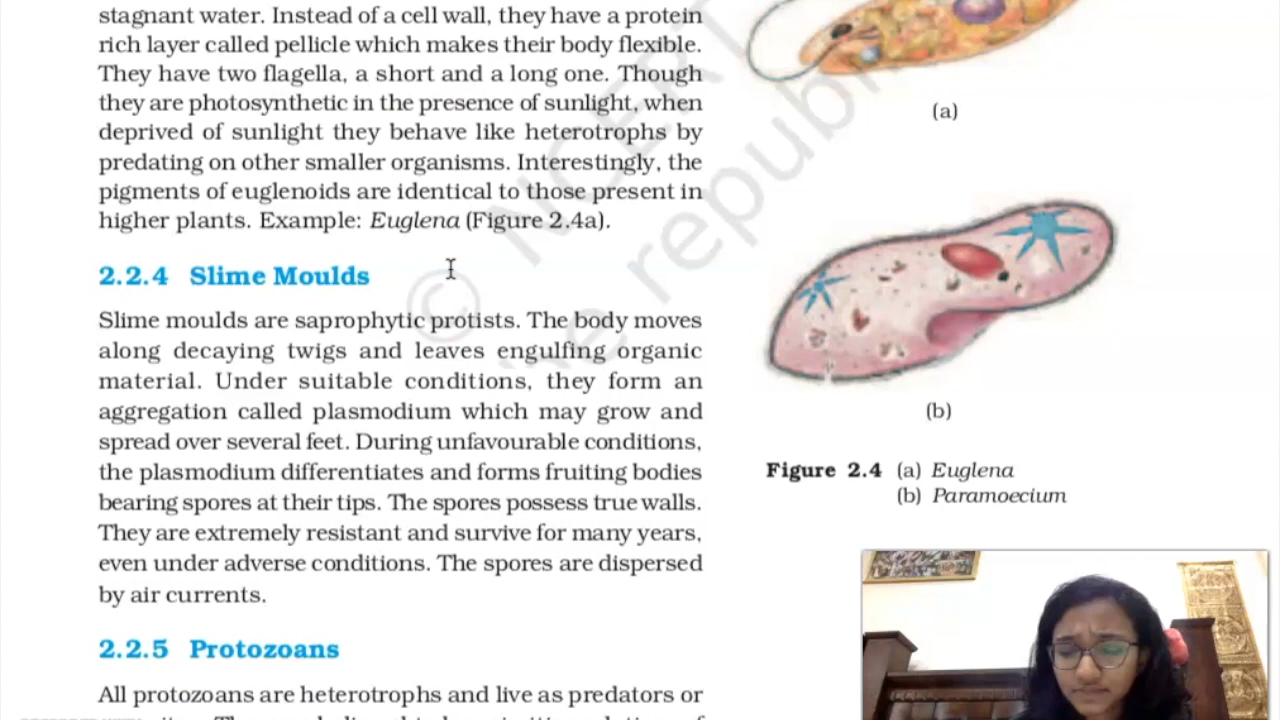 stagnant water. Instead of a cell wall, they have a protein
rich layer called pellicle which makes their body flexible.
They have two flagella, a short and a long one. Though
they are photosynthetic in the presence of sunlight, when
deprived of sunlight they behave like heterotrophs by
predating on other smaller organisms. Interestingly, the
pigments of euglenoids are identical to those present in
higher plants. Example: Euglena (Figure 2.4a).
2.2.4 Slime Moulds
Slime moulds are saprophytic protists. The body moves
along decaying twigs and leaves engulfing organic
material. Under suitable conditions, they form an
aggregation called plasmodium which may grow and
spread over several feet. During unfavourable conditions,
the plasmodium differentiates and forms fruiting bodies
bearing spores at their tips. The spores possess true walls.
They are extremely resistant and survive for many years,
even under adverse conditions. The spores are dispersed
by air currents.
2.2.5 Protozoans
All protozoans are heterotrophs and live as predators or
(a)
(b)
Figure 2.4 (a) Euglena
(b) Paramoecium
© NCERT
republi